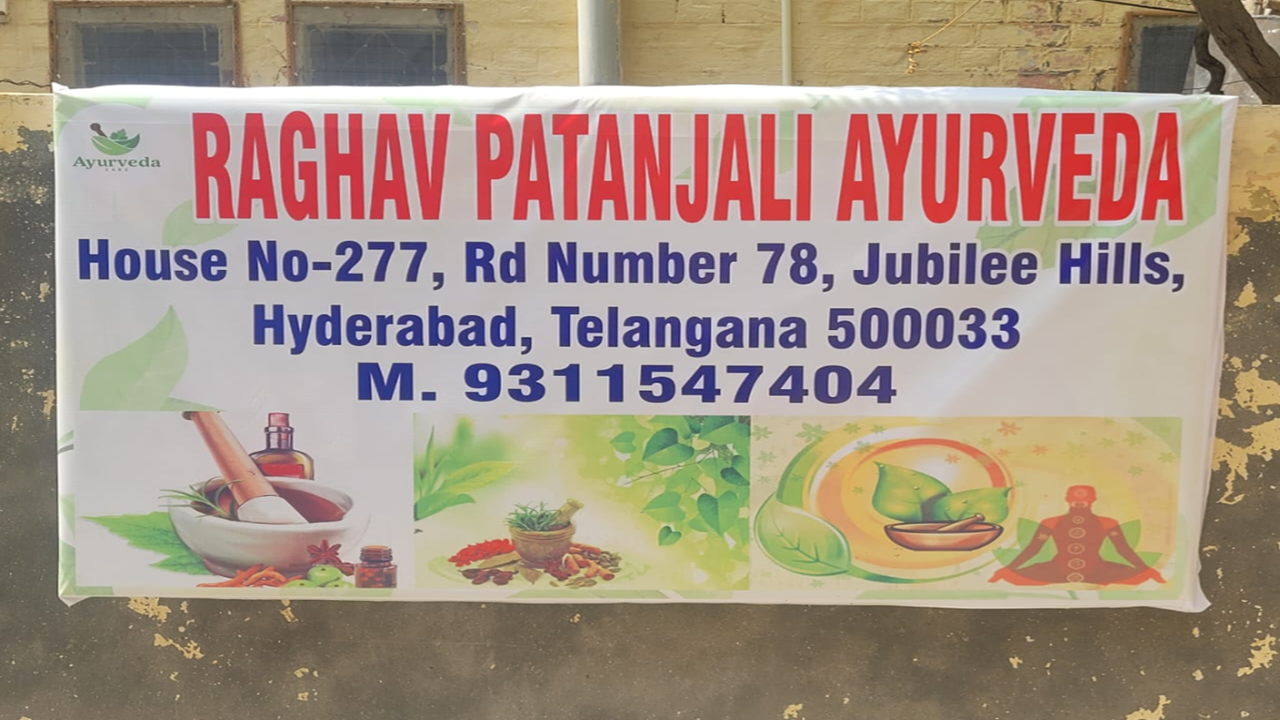 Ayurveda
RAGHAV PATANJALI AYURVEDA
House No-277, Rd Number 78, Jubilee Hills,
Hyderabad, Telangana 500033
M. 9311547404